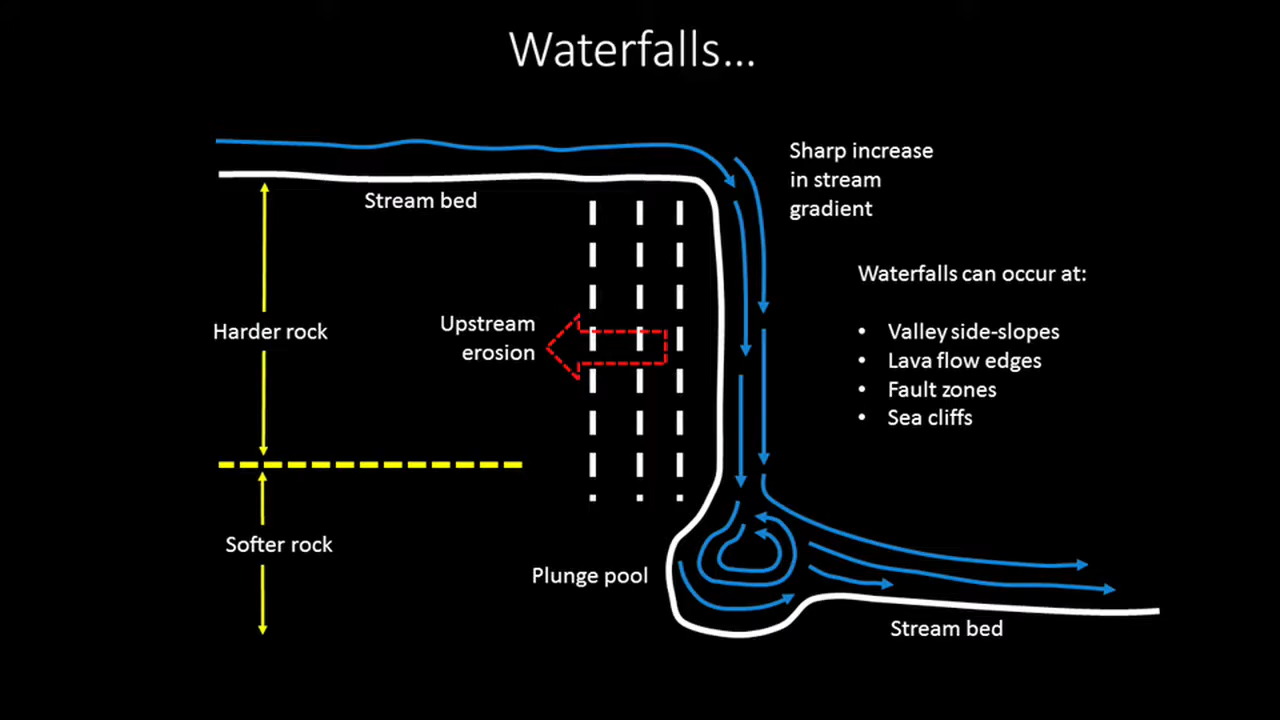 Waterfalls...
Sharp increase
in stream
gradient
Stream bed
Waterfalls can occur at:
Harder rock
Upstream
erosion
• Valley side-slopes
• Lava flow edges
• Fault zones
• Sea cliffs
Softer rock
Plunge pool
Stream bed